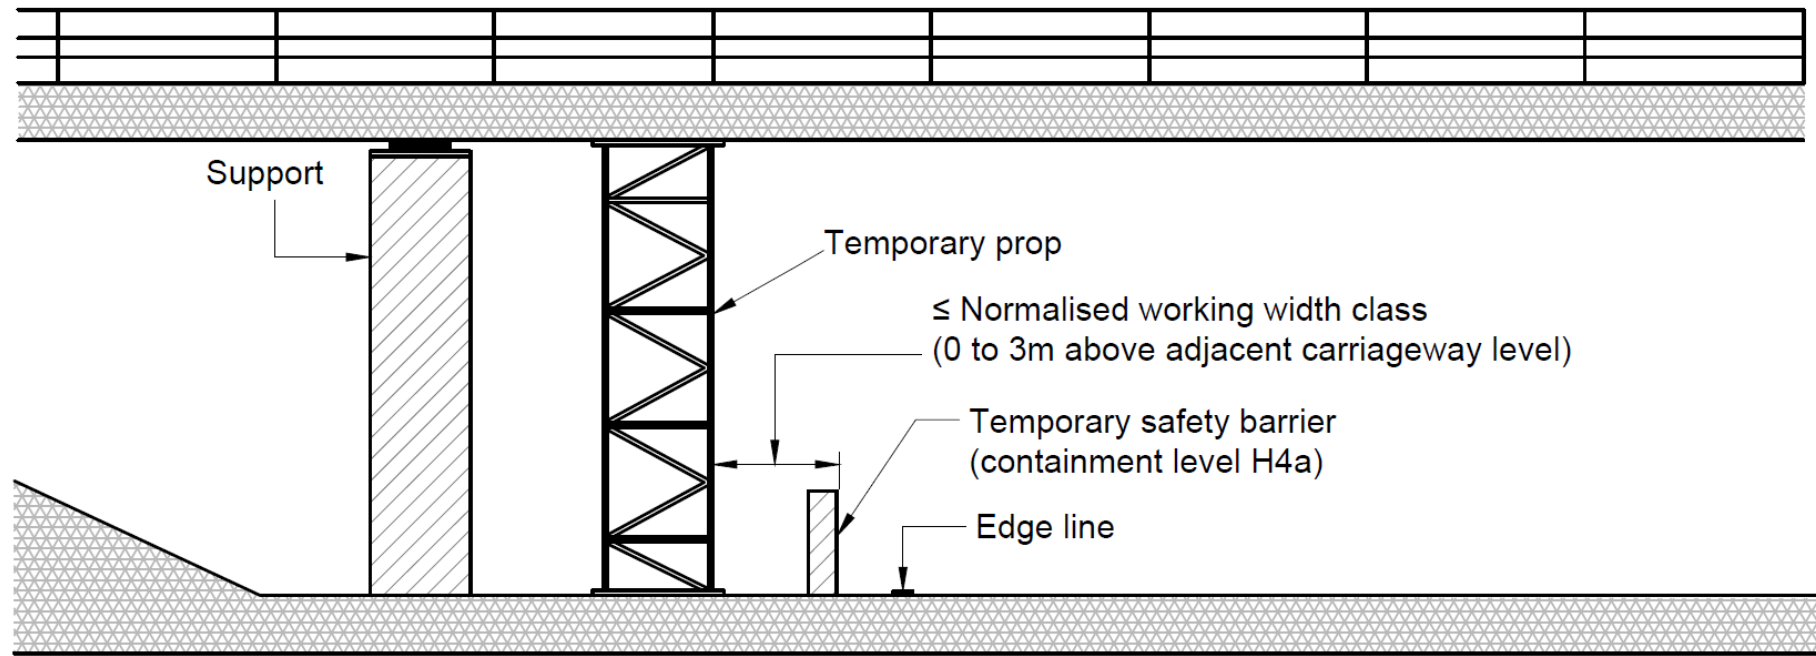 Support
Temporary prop
≤ Normalised working width class
(0 to 3m above adjacent carriageway level)
Temporary safety barrier
(containment level H4a)
Edge line